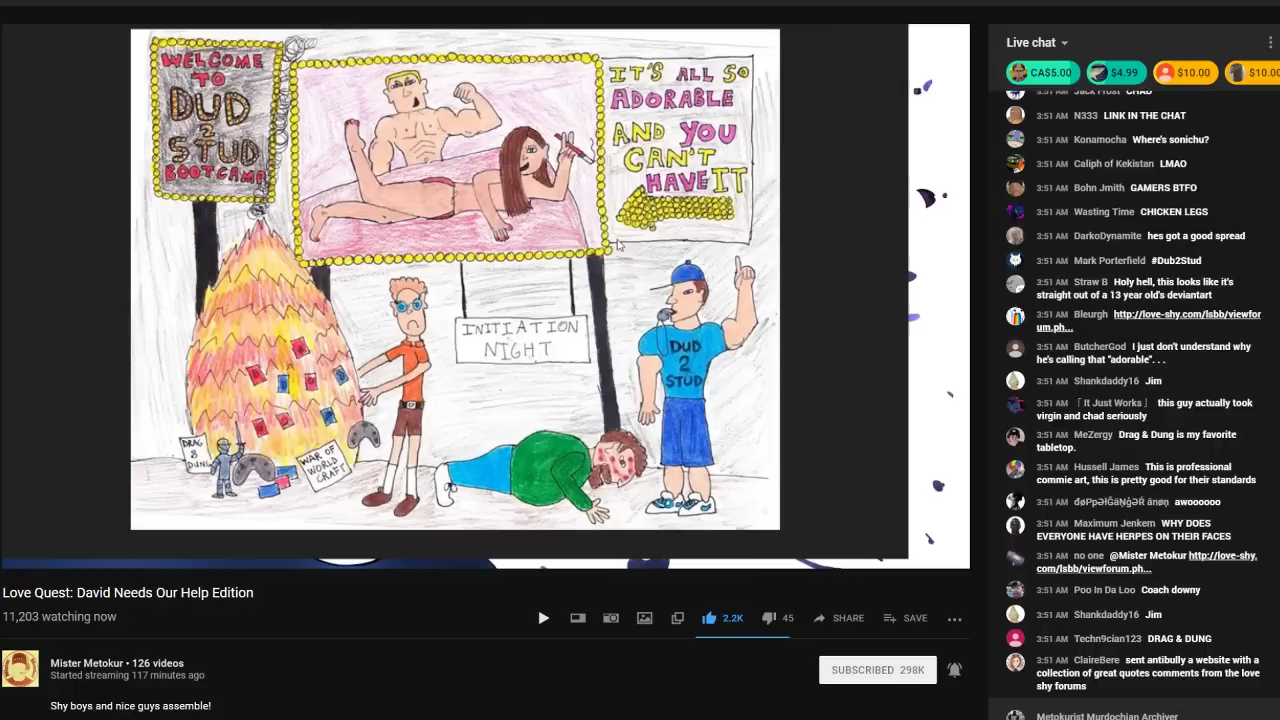 WELCOME
TO
DUD
2
STUD
BOOTCAMP
IT'S ALL SO
ADORABLE
AND YOU
CAN'T
HAVE IT
INITIATION
NIGHT
DUD
2
STUD
DRAG
&
DUNG
WAR OF
WORLD
CRAFT
Love Quest: David Needs Our Help Edition
11,203 watching now
2.2K
45
SHARE
SAVE
Mister Metokur • 126 videos
Started streaming 117 minutes ago
SUBSCRIBED 298K
Shy boys and nice guys assemble!
Live chat
CA$5.00
$4.99
$10.00
$10.00
3:51 AM Jack Frost CHAD
3:51 AM N333 LINK IN THE CHAT
3:51 AM Konamocha Where's sonichu?
3:51 AM Caliph of Kekistan LMAO
3:51 AM Bohn Jmith GAMERS BTFO
3:51 AM Wasting Time CHICKEN LEGS
3:51 AM DarkoDynamite hes got a good spread
3:51 AM Mark Porterfield #Dub2Stud
3:51 AM Straw B Holy hell, this looks like it's
straight out of a 13 year old's deviantart
3:51 AM Bleurgh http://love-shy.com/lsbb/viewfor
um.ph...
3:51 AM ButcherGod I just don't understand why
he's calling that "adorable". . .
3:51 AM Shankdaddy16 Jim
3:51 AM 「 It Just Works 」 this guy actually took
virgin and chad seriously
3:51 AM MeZergy Drag & Dung is my favorite
tabletop.
3:51 AM Hussell James This is professional
commie art, this is pretty good for their standards
3:51 AM awoooooo
3:51 AM Maximum Jenkem WHY DOES
EVERYONE HAVE HERPES ON THEIR FACES
3:51 AM no one @Mister Metokur http://love-shy.
com/lsbb/viewforum.ph...
3:51 AM Poo In Da Loo Coach downy
3:51 AM Shankdaddy16 Jim
3:51 AM Techn9cian123 DRAG & DUNG
3:51 AM ClaireBere sent antibully a website with a
collection of great quotes comments from the love
shy forums
Metokurist Murdochian Archiver